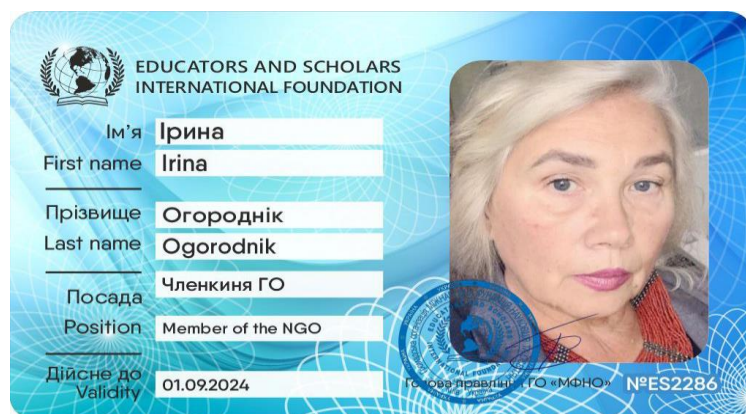 EDUCATORS AND SCHOLARS
INTERNATIONAL FOUNDATION
Ім’я Ірина
First name Irina
Прізвище Огороднік
Last name Ogorodnik
Посада Членкиня ГО
Position Member of the NGO
Дійсне до
Validity 01.09.2024
Голова правління ГО «МФНО» №ES2286